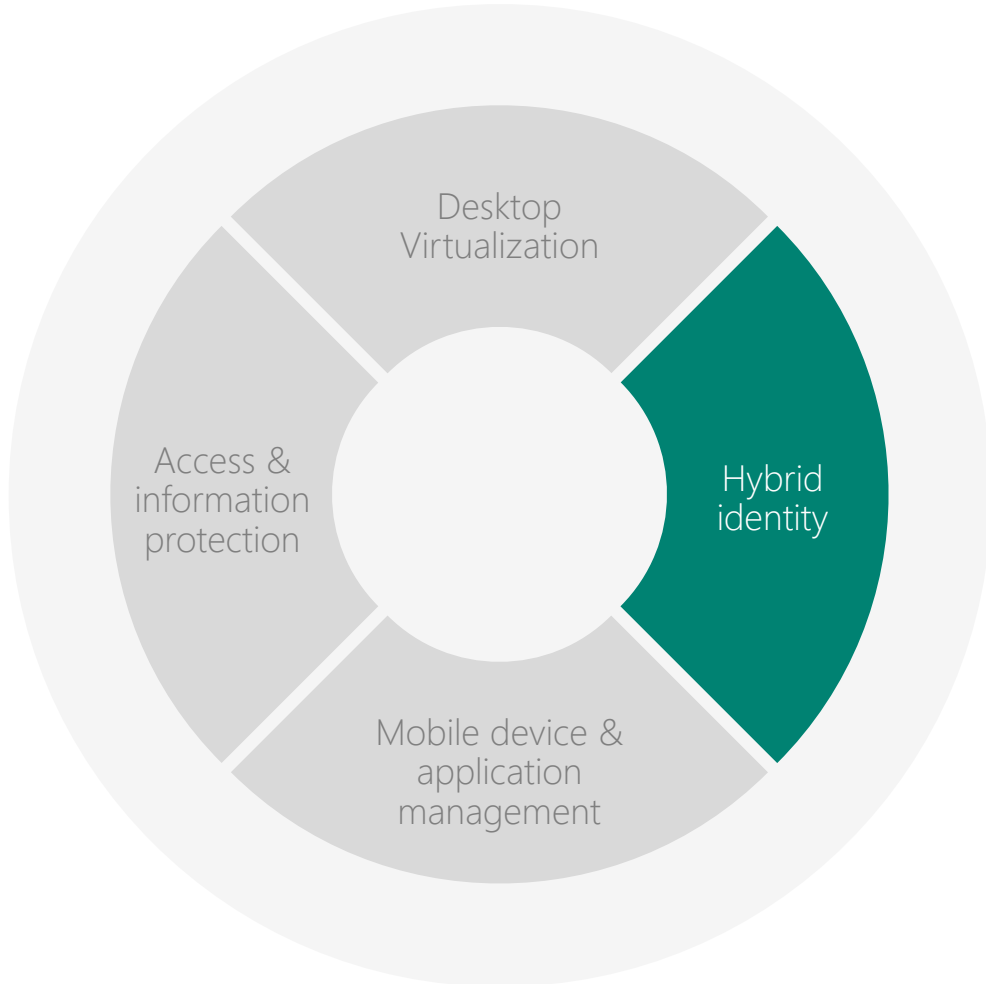 Desktop
Virtualization
Access &
information
protection
Hybrid
identity
Mobile device &
application
management